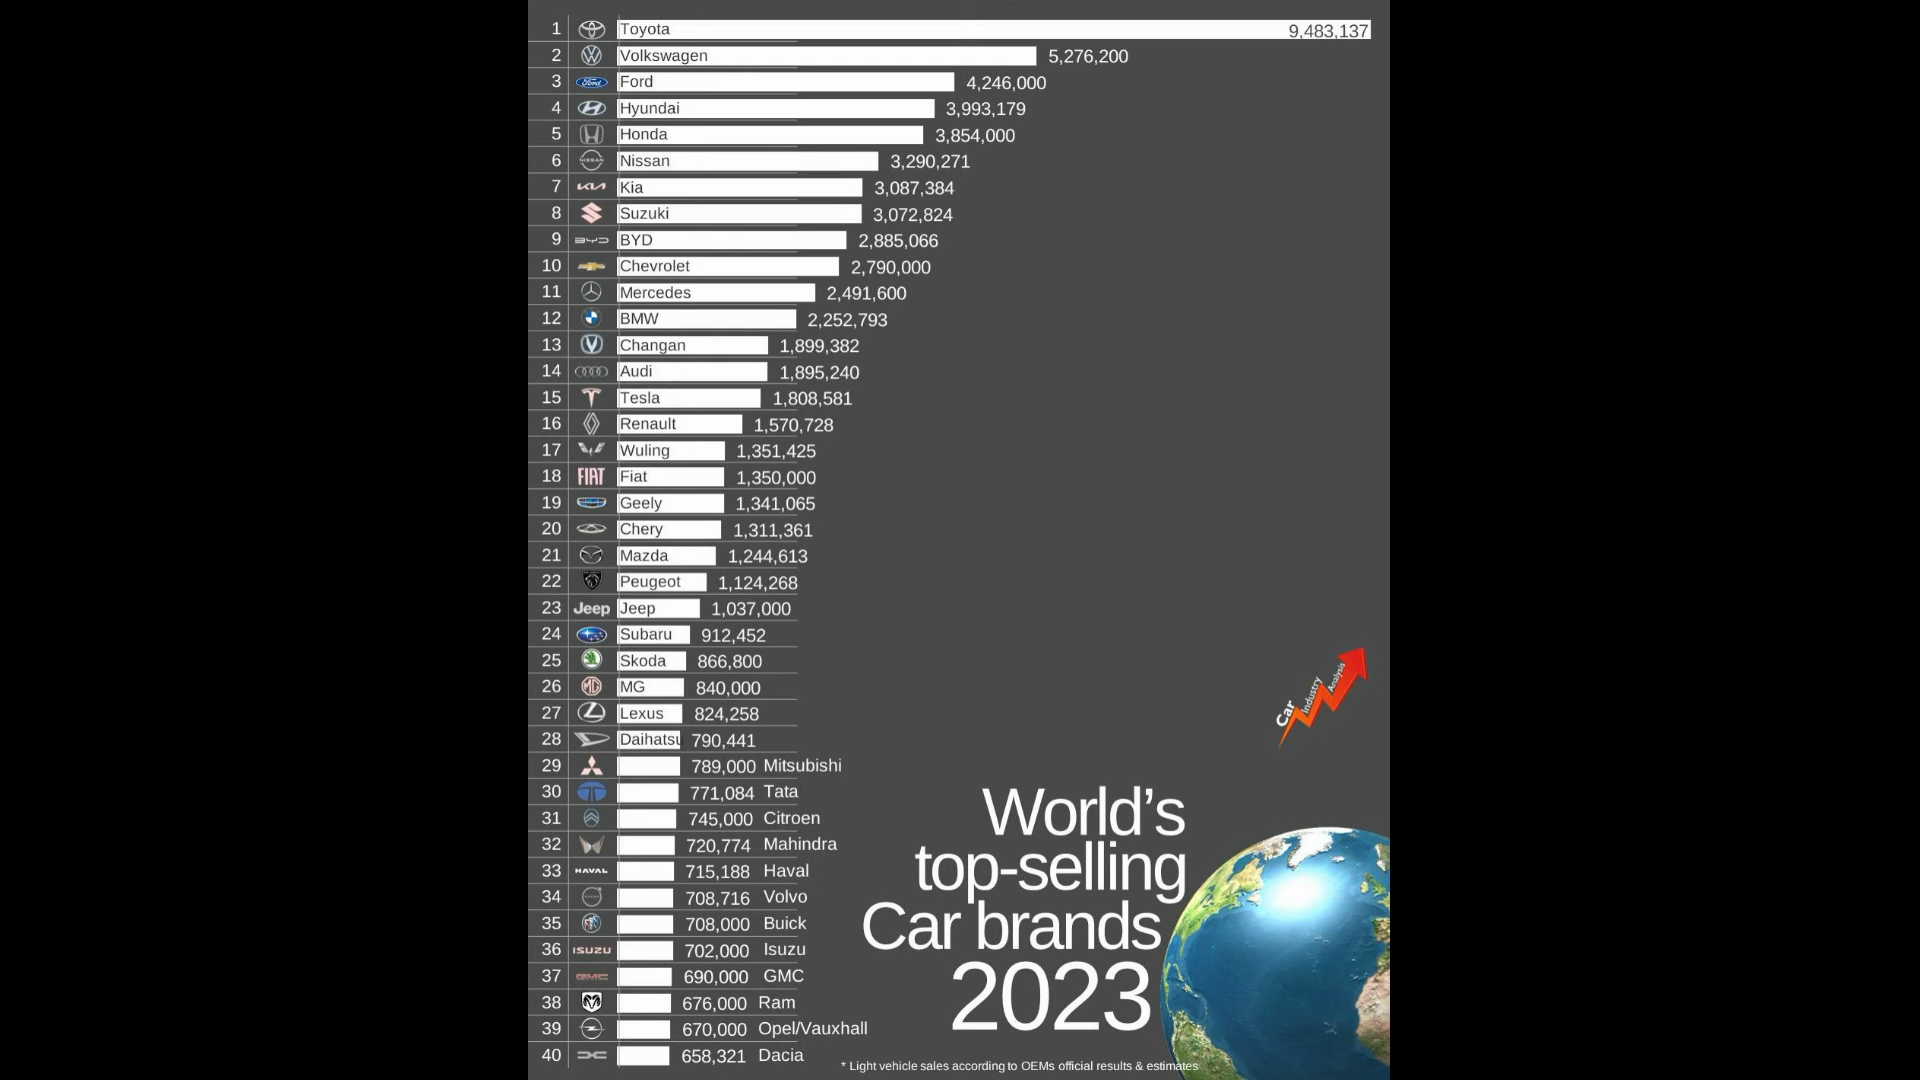 1 Toyota 9,483,137
2 Volkswagen 5,276,200
3 Ford Ford 4,246,000
4 Hyundai 3,993,179
5 Honda 3,854,000
6 NISSAN Nissan 3,290,271
7 KIA Kia 3,087,384
8 Suzuki 3,072,824
9 BYD BYD 2,885,066
10 Chevrolet 2,790,000
11 Mercedes 2,491,600
12 BMW 2,252,793
13 Changan 1,899,382
14 Audi 1,895,240
15 Tesla 1,808,581
16 Renault 1,570,728
17 Wuling 1,351,425
18 FIAT Fiat 1,350,000
19 Geely 1,341,065
20 Chery 1,311,361
21 Mazda 1,244,613
22 Peugeot 1,124,268
23 Jeep Jeep 1,037,000
24 Subaru 912,452
25 Skoda 866,800
26 MG MG 840,000
27 Lexus 824,258
28 Daihatsu 790,441
29 789,000 Mitsubishi
30 771,084 Tata
31 745,000 Citroen
32 720,774 Mahindra
33 HAVAL 715,188 Haval
34 708,716 Volvo
35 708,000 Buick
36 ISUZU 702,000 Isuzu
37 GMC 690,000 GMC
38 676,000 Ram
39 670,000 Opel/Vauxhall
40 658,321 Dacia
Car
Industry
Analysis
World's
top-selling
Car brands
2023
* Light vehicle sales according to OEMs official results & estimates